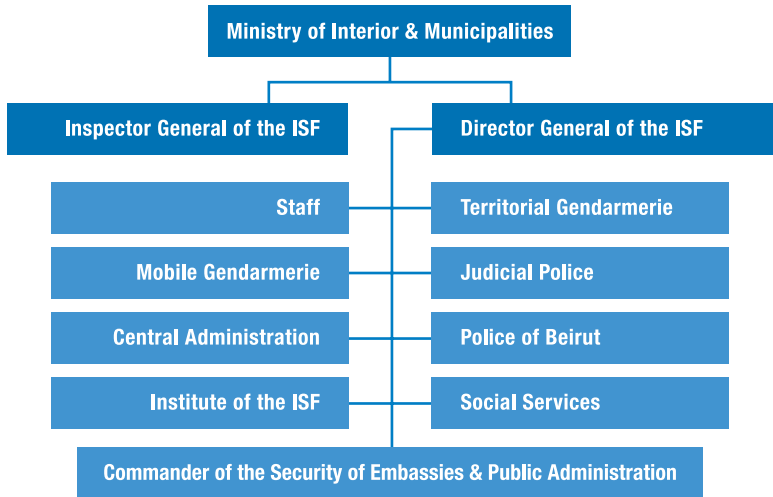 Ministry of Interior & Municipalities
Inspector General of the ISF
Director General of the ISF
Staff
Territorial Gendarmerie
Mobile Gendarmerie
Judicial Police
Central Administration
Police of Beirut
Institute of the ISF
Social Services
Commander of the Security of Embassies & Public Administration